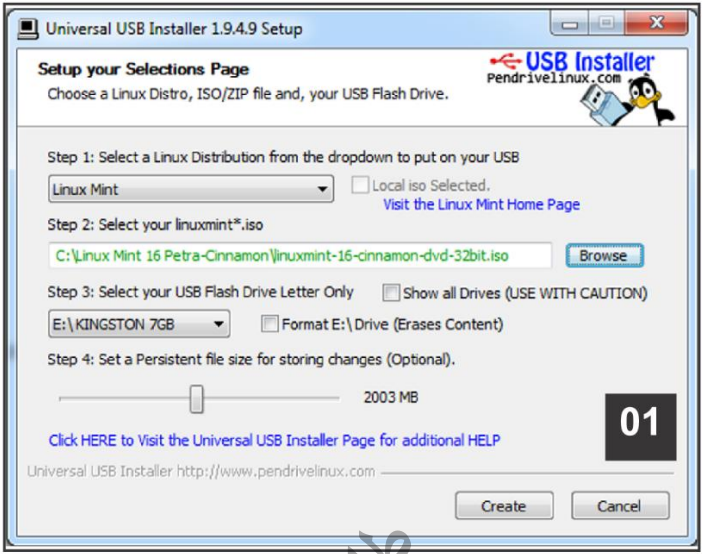 Universal USB Installer 1.9.4.9 Setup
Setup your Selections Page
Choose a Linux Distro, ISO/ZIP file and, your USB Flash Drive.
USB Installer
Pendrivelinux.com
Step 1: Select a Linux Distribution from the dropdown to put on your USB
Linux Mint
Local iso Selected.
Visit the Linux Mint Home Page
Step 2: Select your linuxmint*.iso
C:\Linux Mint 16 Petra-Cinnamon\linuxmint-16-cinnamon-dvd-32bit.iso
Browse
Step 3: Select your USB Flash Drive Letter Only
Show all Drives (USE WITH CAUTION)
E:\KINGSTON 7GB
Format E:\ Drive (Erases Content)
Step 4: Set a Persistent file size for storing changes (Optional).
2003 MB
01
Click HERE to Visit the Universal USB Installer Page for additional HELP
Universal USB Installer http://www.pendrivelinux.com
Create
Cancel